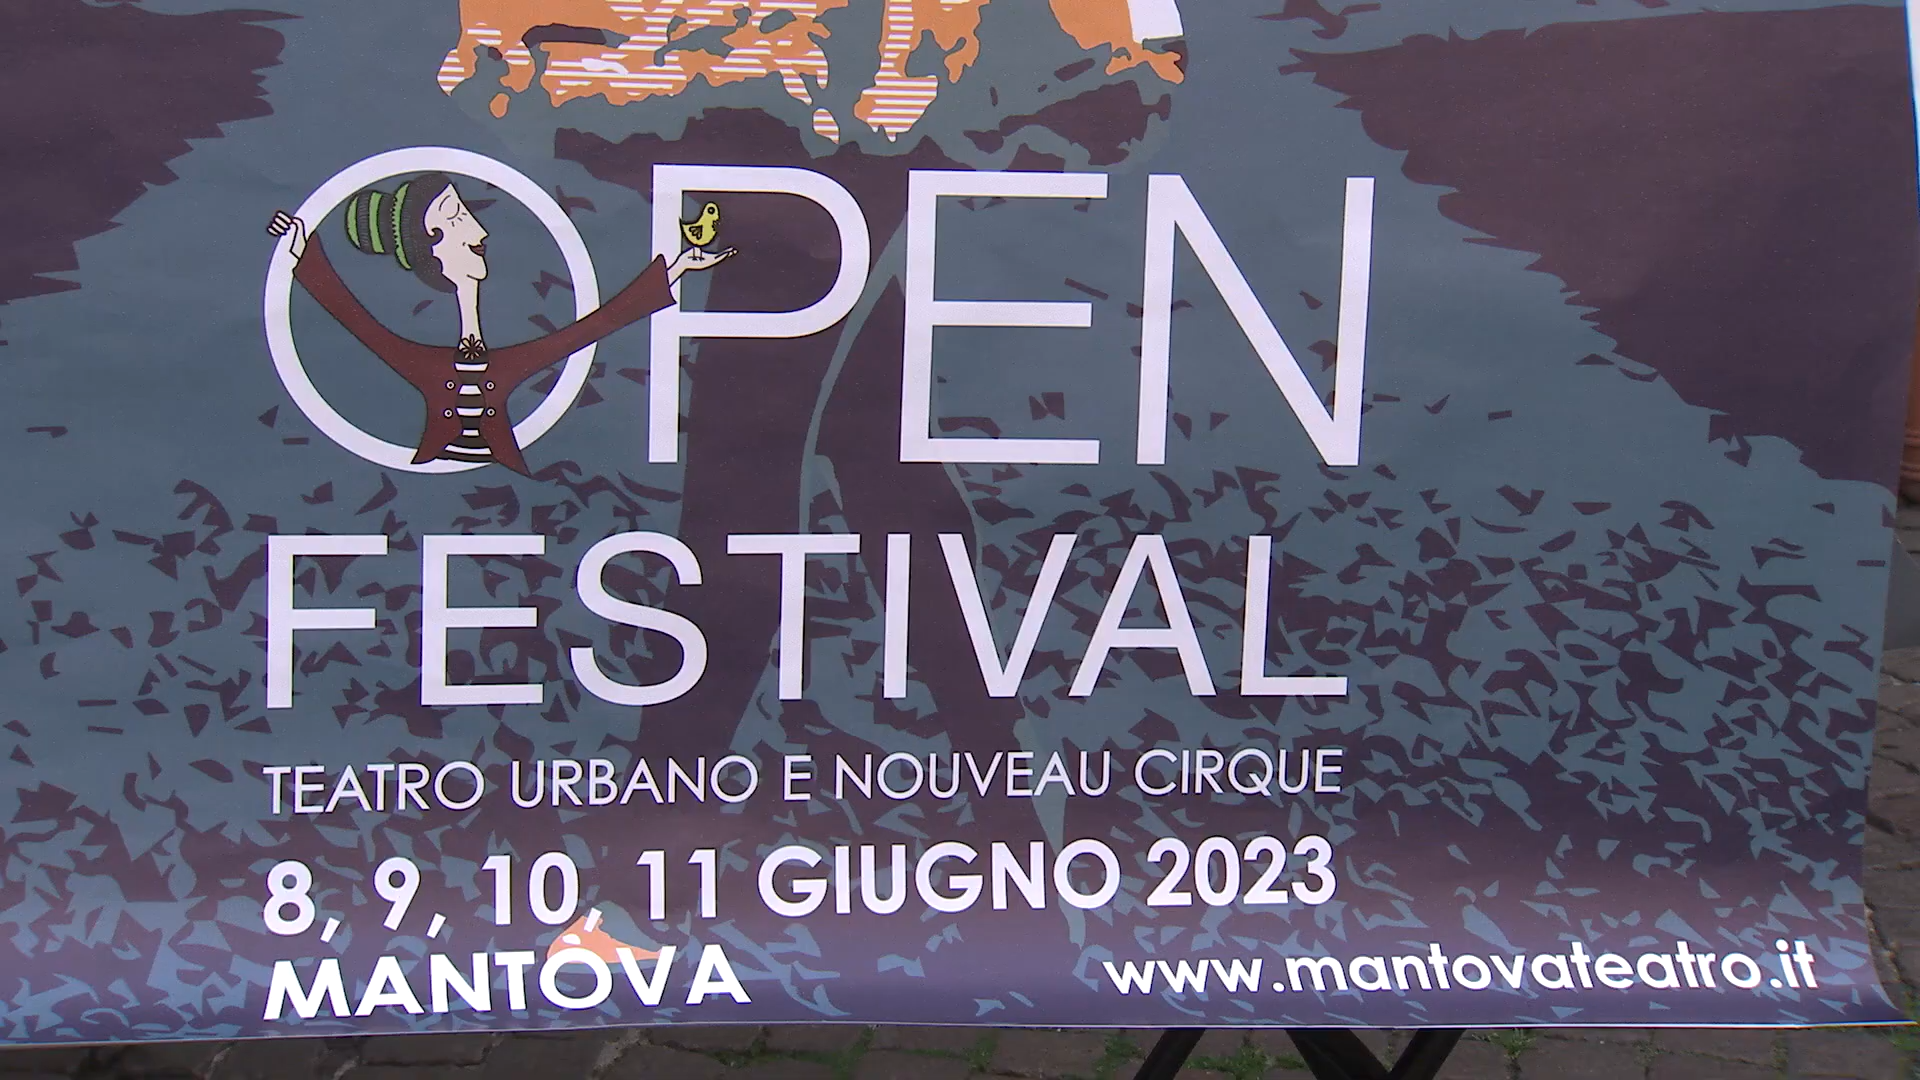 OPEN
FESTIVAL
TEATRO URBANO E NOUVEAU CIRQUE
8, 9, 10, 11 GIUGNO 2023
MANTOVA
www.mantovateatro.it